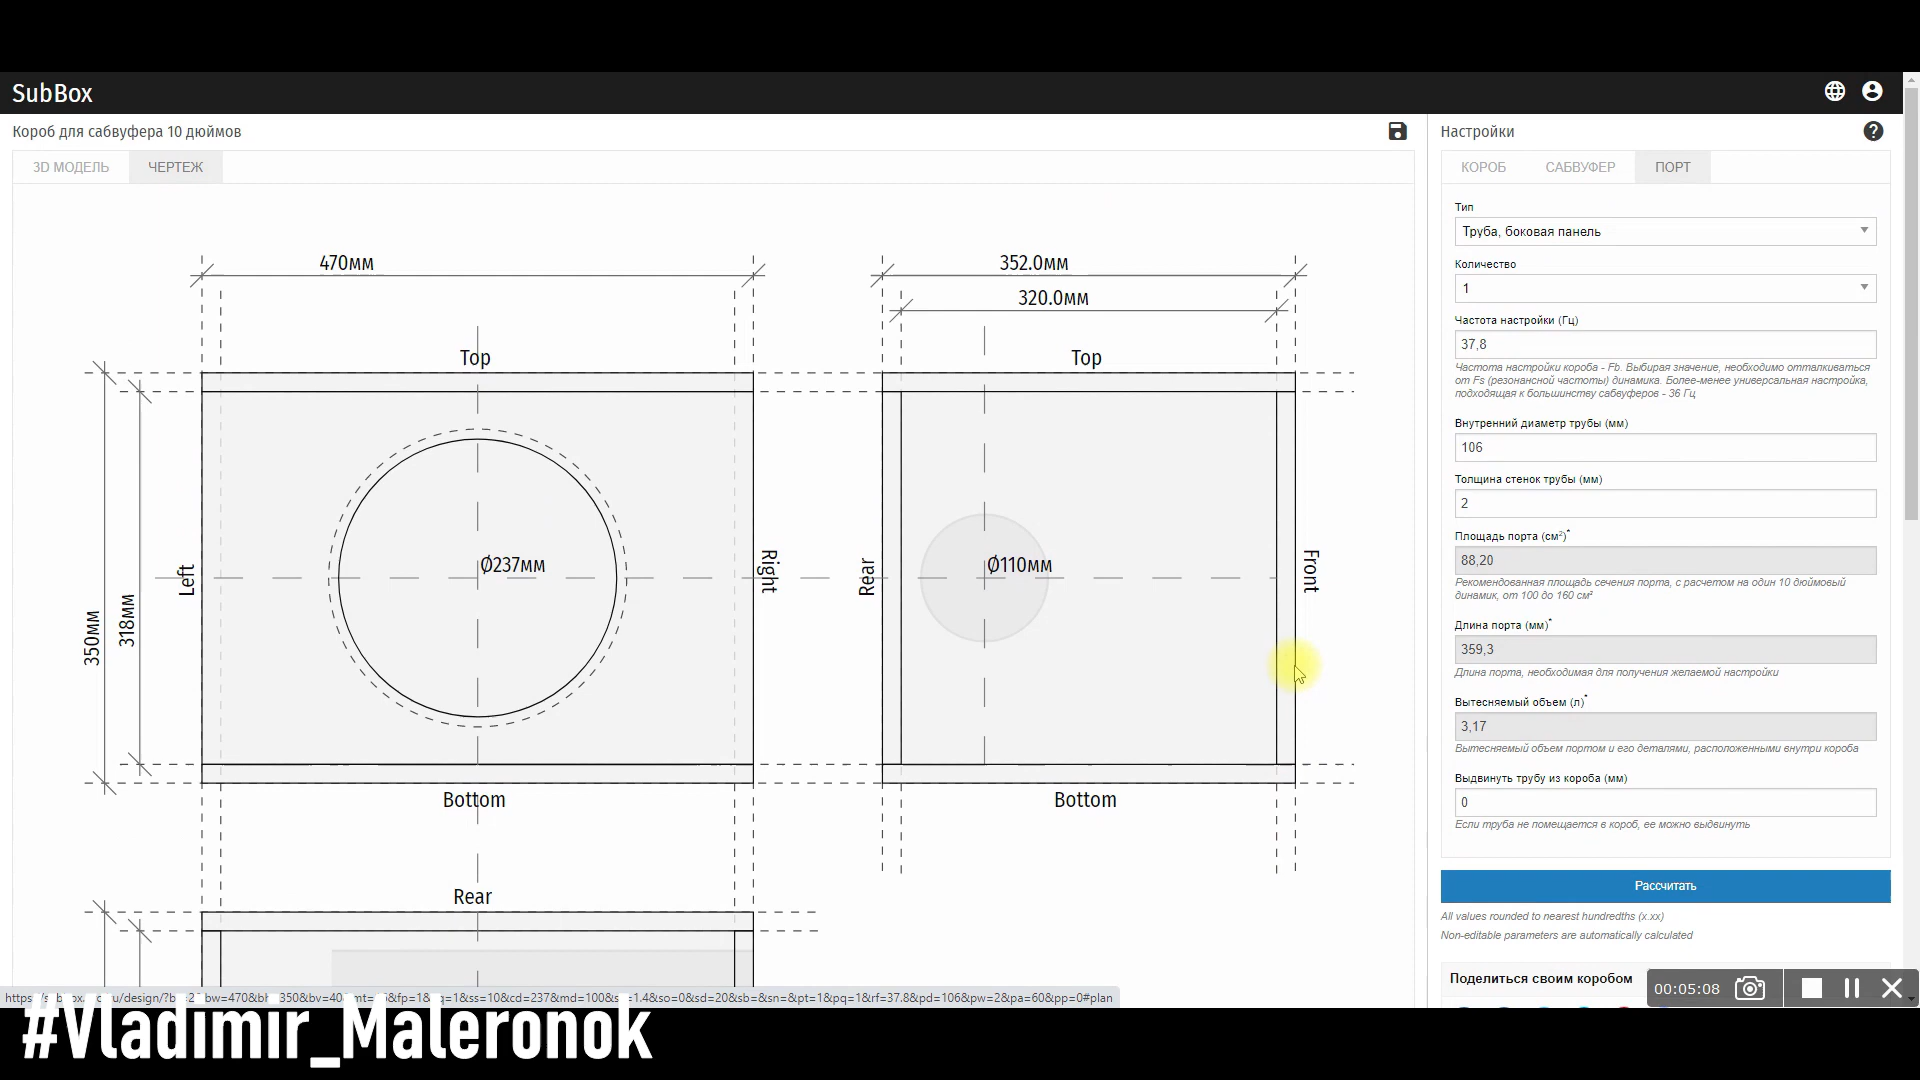 SubBox
Короб для сабвуфера 10 дюймов
3D МОДЕЛЬ
ЧЕРТЕЖ
470мм
352.0мм
320.0мм
Top
Top
Left
Ø237мм
Right
Rear
Ø110мм
Front
350мм
318мм
Bottom
Bottom
Rear
Настройки
КОРОБ
САБВУФЕР
ПОРТ
Тип
Труба, боковая панель
Количество
1
Частота настройки (Гц)
37,8
Частота настройки короба - Fb. Выбирая значение, необходимо отталкиваться
от Fs (резонансной частоты) динамика. Более-менее универсальная настройка,
подходящая к большинству сабвуферов - 36 Гц
Внутренний диаметр трубы (мм)
106
Толщина стенок трубы (мм)
2
Площадь порта (см²)*
88,20
Рекомендованная площадь сечения порта, с расчетом на один 10 дюймовый
динамик, от 100 до 160 см²
Длина порта (мм)*
359,3
Длина порта, необходимая для получения желаемой настройки
Вытесняемый объем (л)*
3,17
Вытесняемый объем портом и его деталями, расположенными внутри короба
Выдвинуть трубу из короба (мм)
0
Если труба не помещается в короб, ее можно выдвинуть
Рассчитать
All values rounded to nearest hundredths (x.xx)
Non-editable parameters are automatically calculated
Поделиться своим коробом
00:05:08
#Vladimir_Maleronok